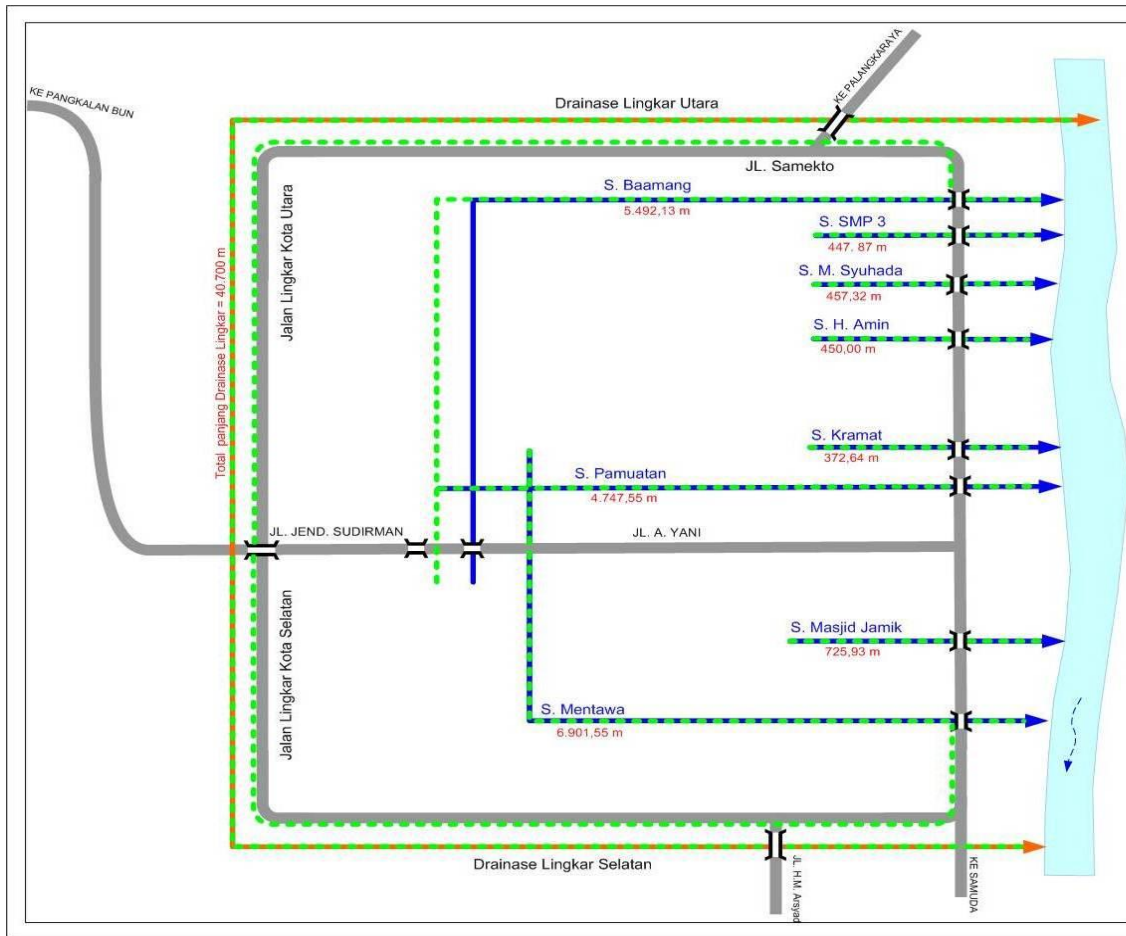 KE PANGKALAN BUN
KE PALANGKARAYA
Drainase Lingkar Utara
JL. Samekto
S. Baamang
5.492,13 m
S. SMP 3
447. 87 m
S. M. Syuhada
457,32 m
S. H. Amin
450,00 m
Jalan Lingkar Kota Utara
Total panjang Drainase Lingkar = 40.700 m
S. Kramat
372,64 m
S. Pamuatan
4.747,55 m
JL. JEND. SUDIRMAN
JL. A. YANI
Jalan Lingkar Kota Selatan
S. Masjid Jamik
725,93 m
S. Mentawa
6.901,55 m
Drainase Lingkar Selatan
JL. H.M. Arsyad
KE SAMUDA